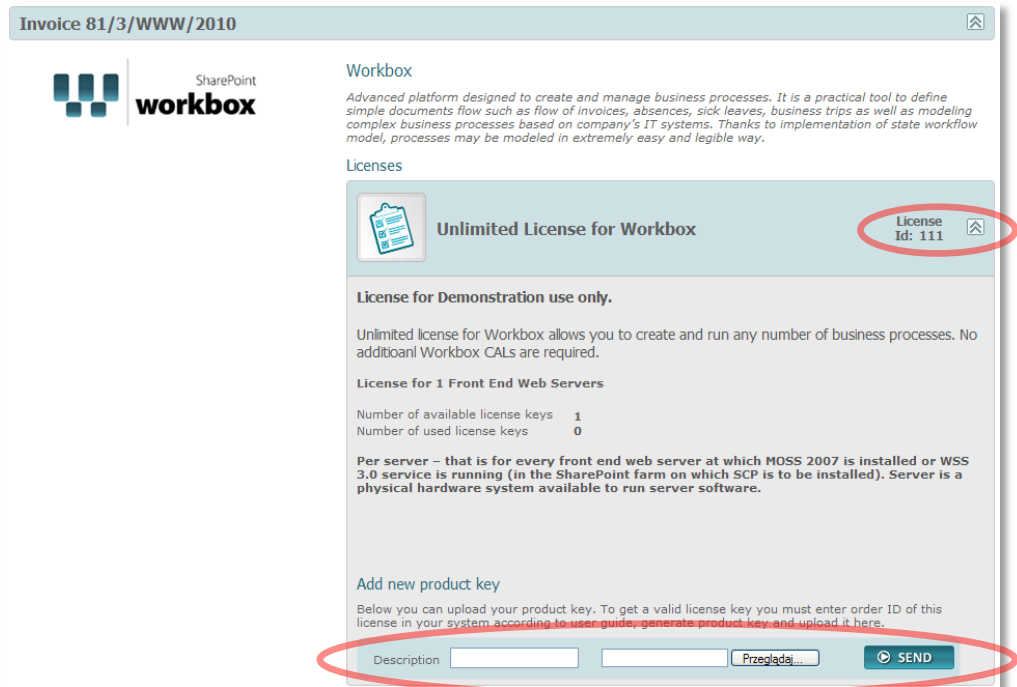 Invoice 81/3/WWW/2010
SharePoint
workbox
Workbox
Advanced platform designed to create and manage business processes. It is a practical tool to define
simple documents flow such as flow of invoices, absences, sick leaves, business trips as well as modeling
complex business processes based on company's IT systems. Thanks to implementation of state workflow
model, processes may be modeled in extremely easy and legible way.
Licenses
Unlimited License for Workbox
License
Id: 111
License for Demonstration use only.
Unlimited license for Workbox allows you to create and run any number of business processes. No
additioanl Workbox CALs are required.
License for 1 Front End Web Servers
Number of available license keys 1
Number of used license keys 0
Per server – that is for every front end web server at which MOSS 2007 is installed or WSS
3.0 service is running (in the SharePoint farm on which SCP is to be installed). Server is a
physical hardware system available to run server software.
Add new product key
Below you can upload your product key. To get a valid license key you must enter order ID of this
license in your system according to user guide, generate product key and upload it here.
Description Przeglądaj... SEND